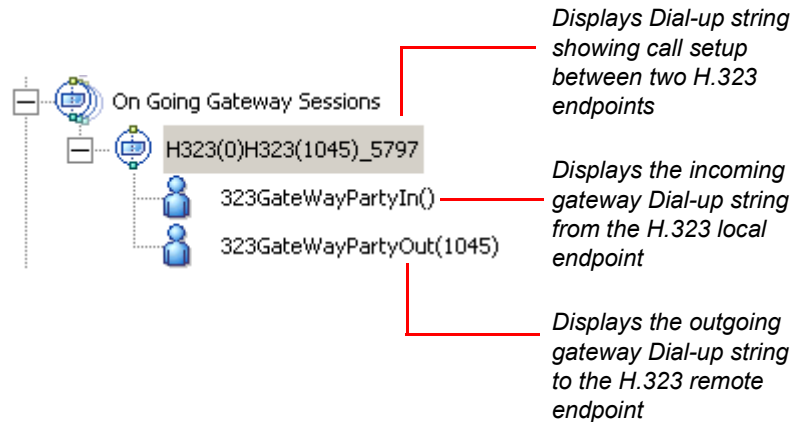 Displays Dial-up string
showing call setup
between two H.323
endpoints
On Going Gateway Sessions
H323(0)H323(1045)_5797
323GateWayPartyIn()
323GateWayPartyOut(1045)
Displays the incoming
gateway Dial-up string
from the H.323 local
endpoint
Displays the outgoing
gateway Dial-up string
to the H.323 remote
endpoint